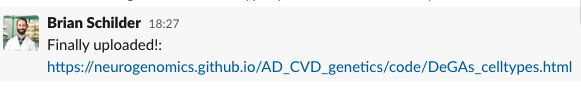 Brian Schilder 18:27
Finally uploaded!:
https://neurogenomics.github.io/AD_CVD_genetics/code/DeGAs_celltypes.html